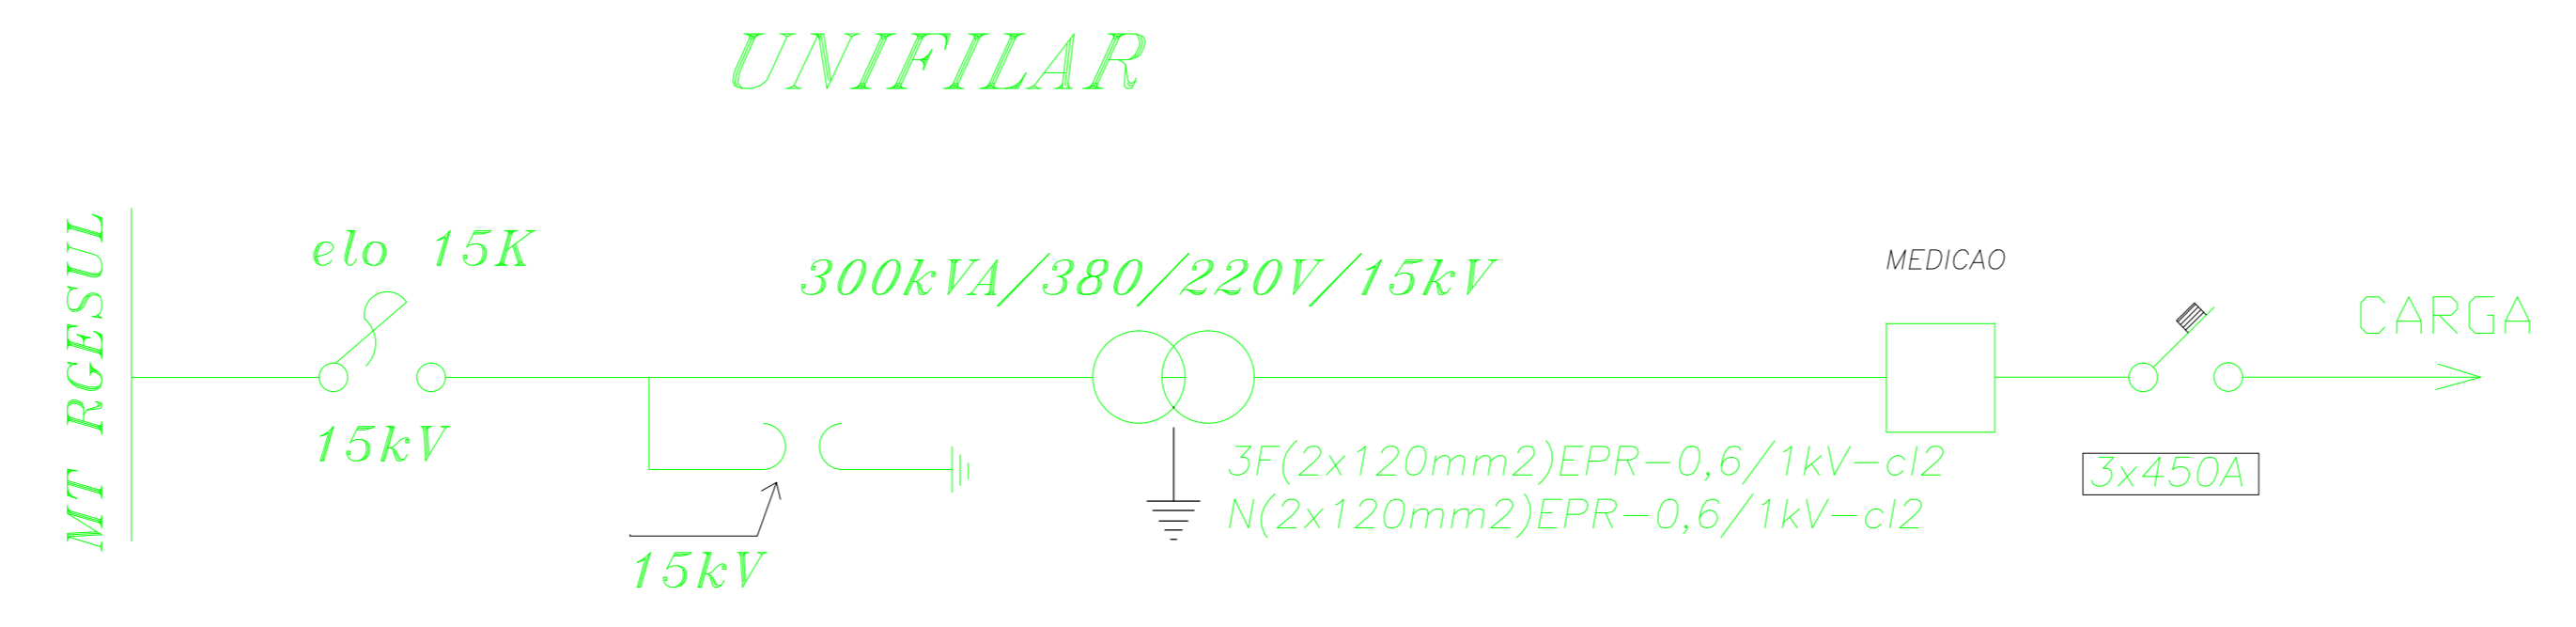 UNIFILAR
MT RGESUL
elo 15K
15kV
15kV
300kVA/380/220V/15kV
3F(2x120mm2)EPR-0,6/1kV-cl2
N(2x120mm2)EPR-0,6/1kV-cl2
MEDICAO
3x450A
CARGA